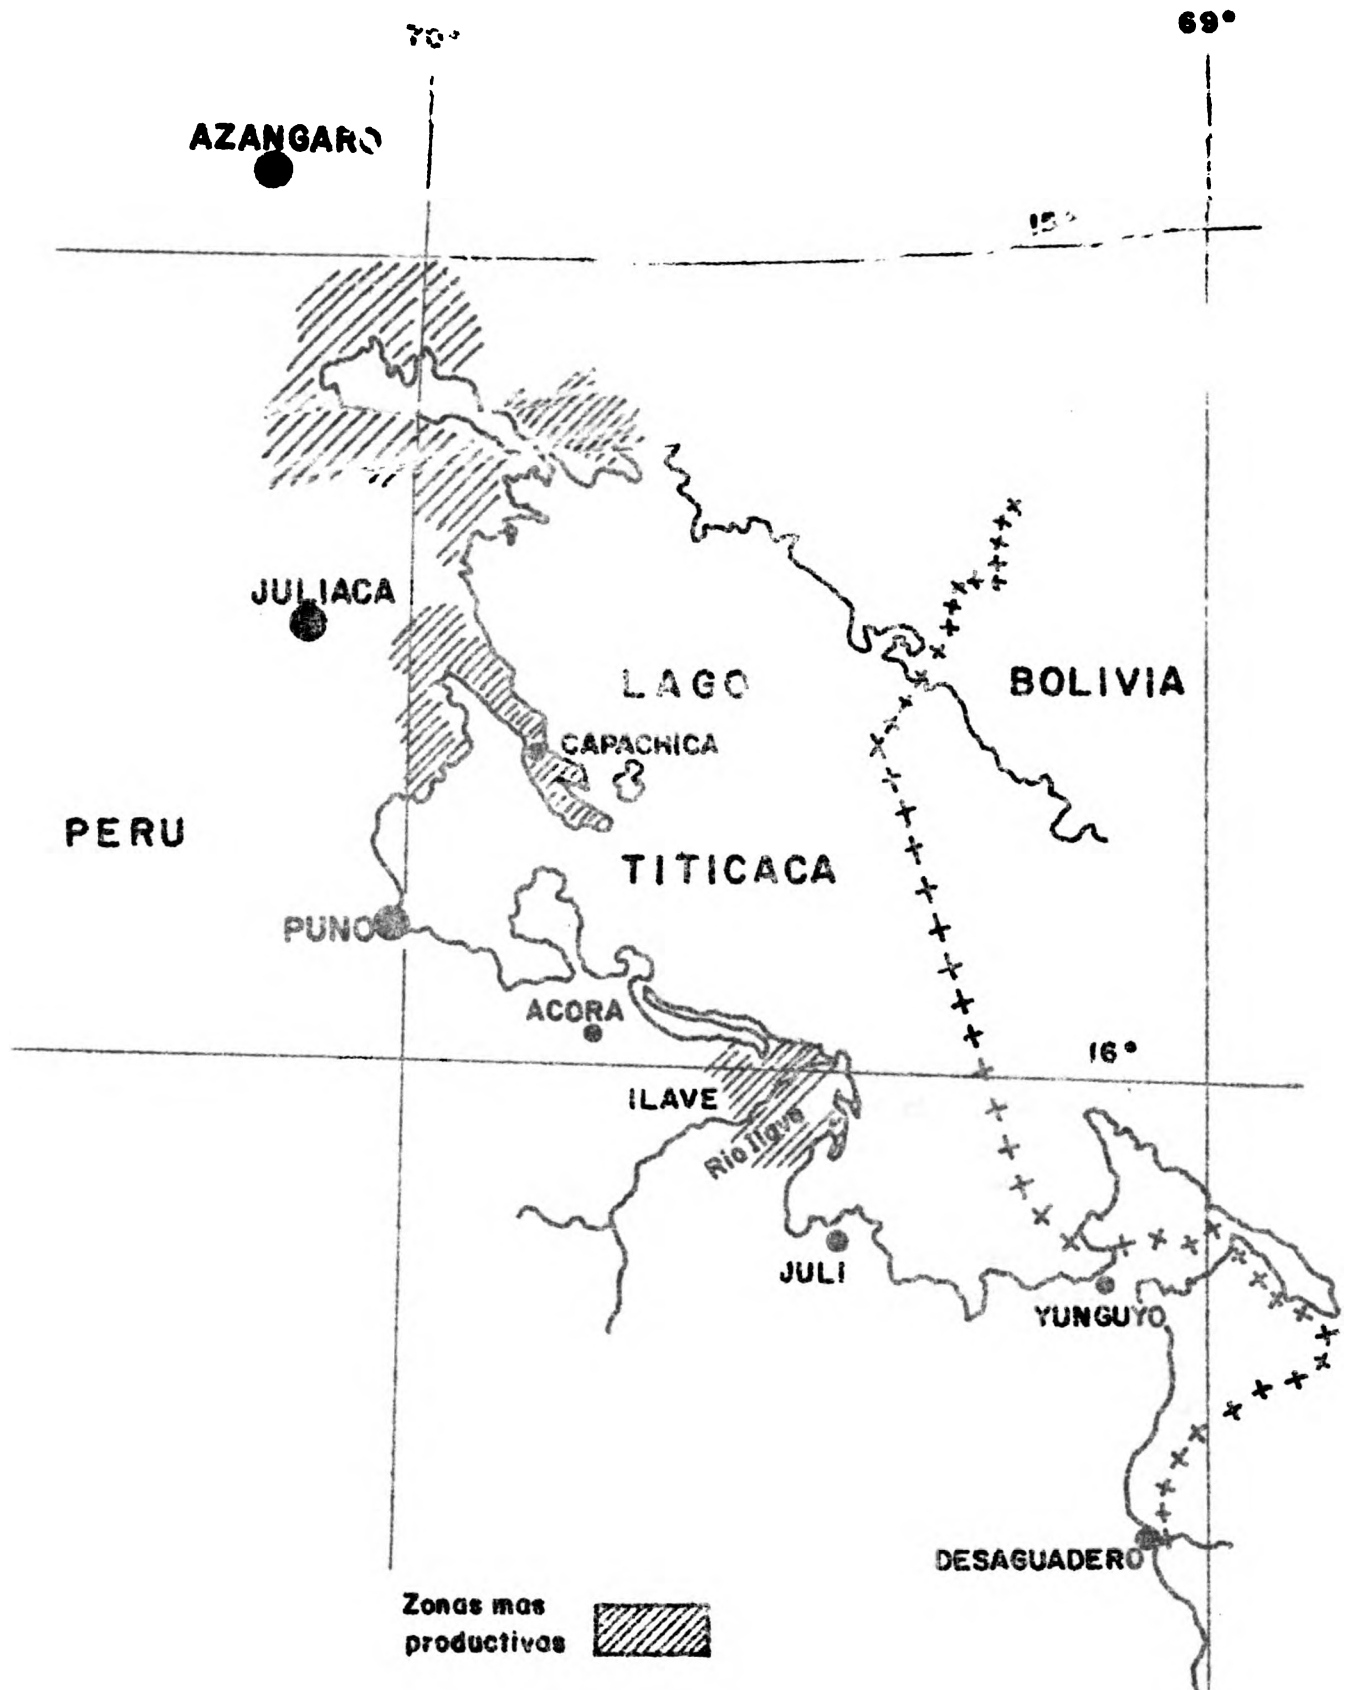 70°
69°
AZANGARO
15°
JULIACA
LAGO
BOLIVIA
CAPACHICA
PERU
TITICACA
PUNO
ACORA
16°
ILAVE
Rio Ilave
JULI
YUNGUYO
DESAGUADERO
Zonas mas
productivas